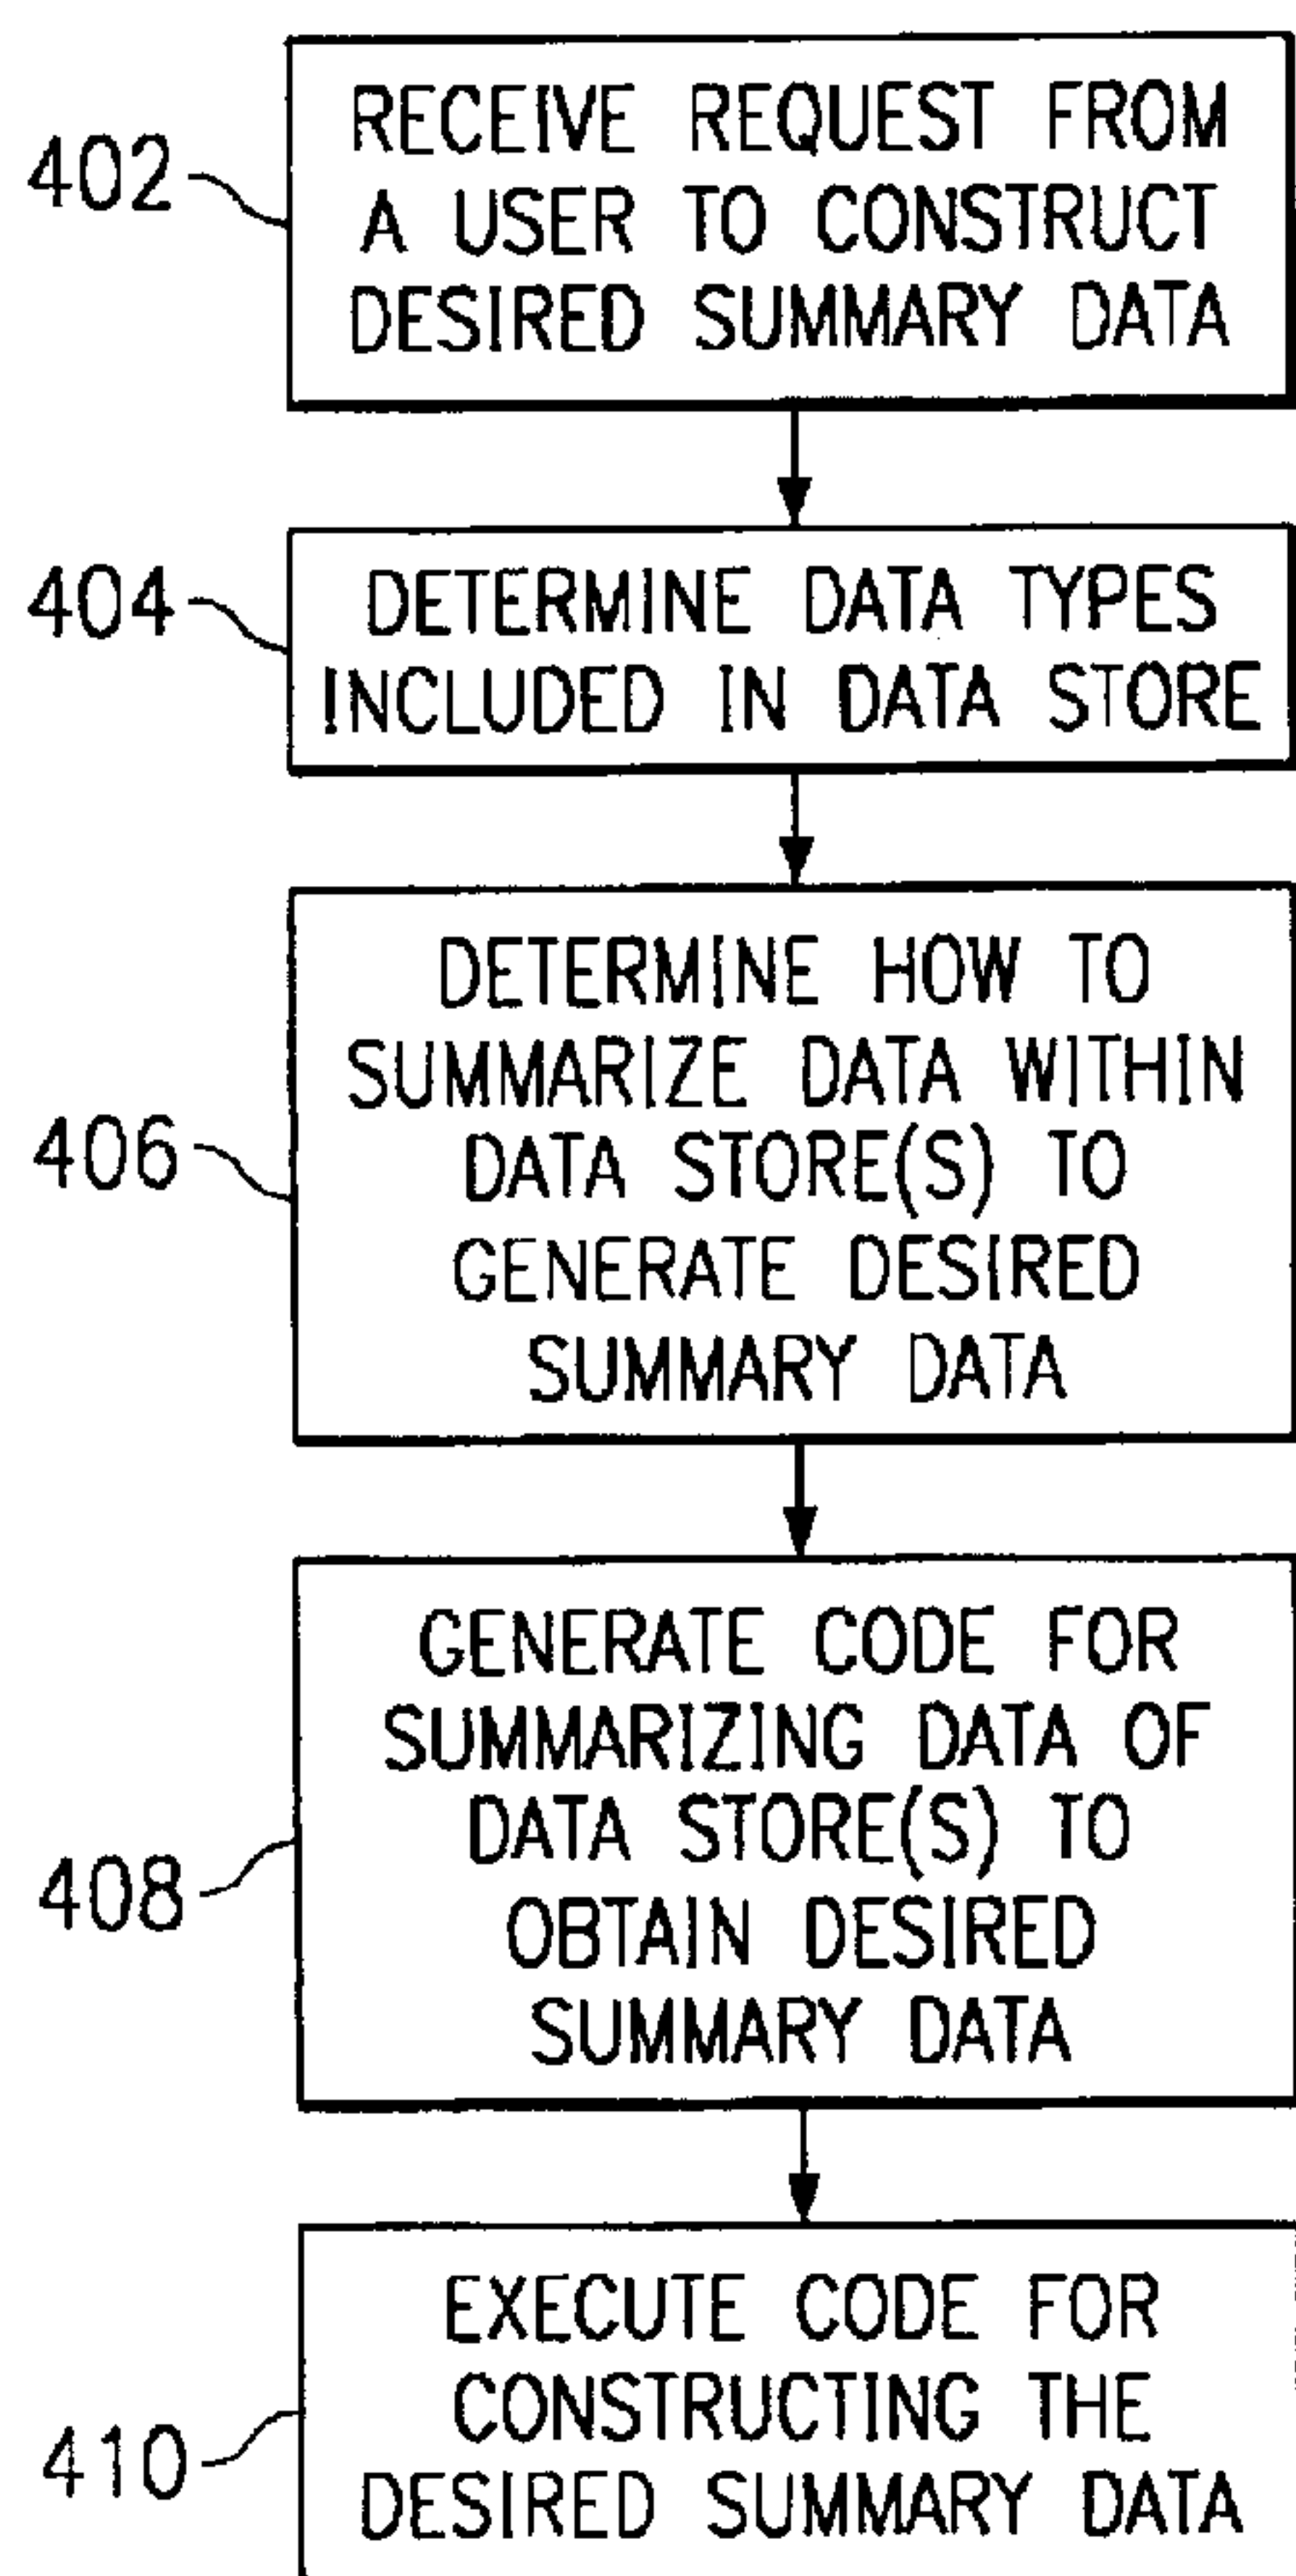 402
RECEIVE REQUEST FROM
A USER TO CONSTRUCT
DESIRED SUMMARY DATA
404
DETERMINE DATA TYPES
INCLUDED IN DATA STORE
406
DETERMINE HOW TO
SUMMARIZE DATA WITHIN
DATA STORE(S) TO
GENERATE DESIRED
SUMMARY DATA
408
GENERATE CODE FOR
SUMMARIZING DATA OF
DATA STORE(S) TO
OBTAIN DESIRED
SUMMARY DATA
410
EXECUTE CODE FOR
CONSTRUCTING THE
DESIRED SUMMARY DATA